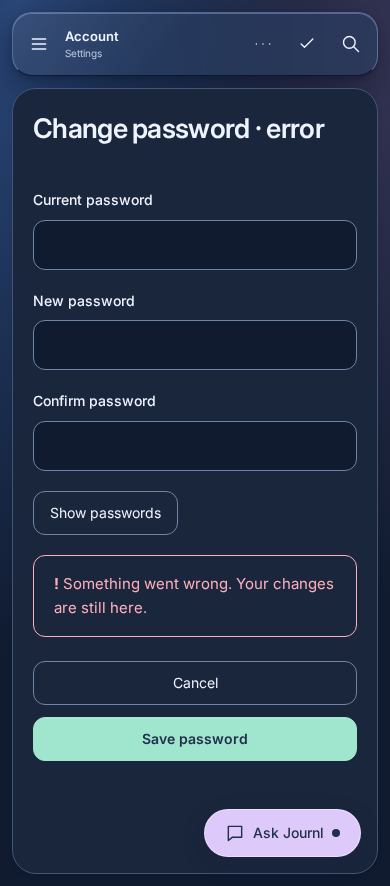 Account
Settings
...
Change password · error
Current password
New password
Confirm password
Show passwords
! Something went wrong. Your changes
are still here.
Cancel
Save password
Ask Journl